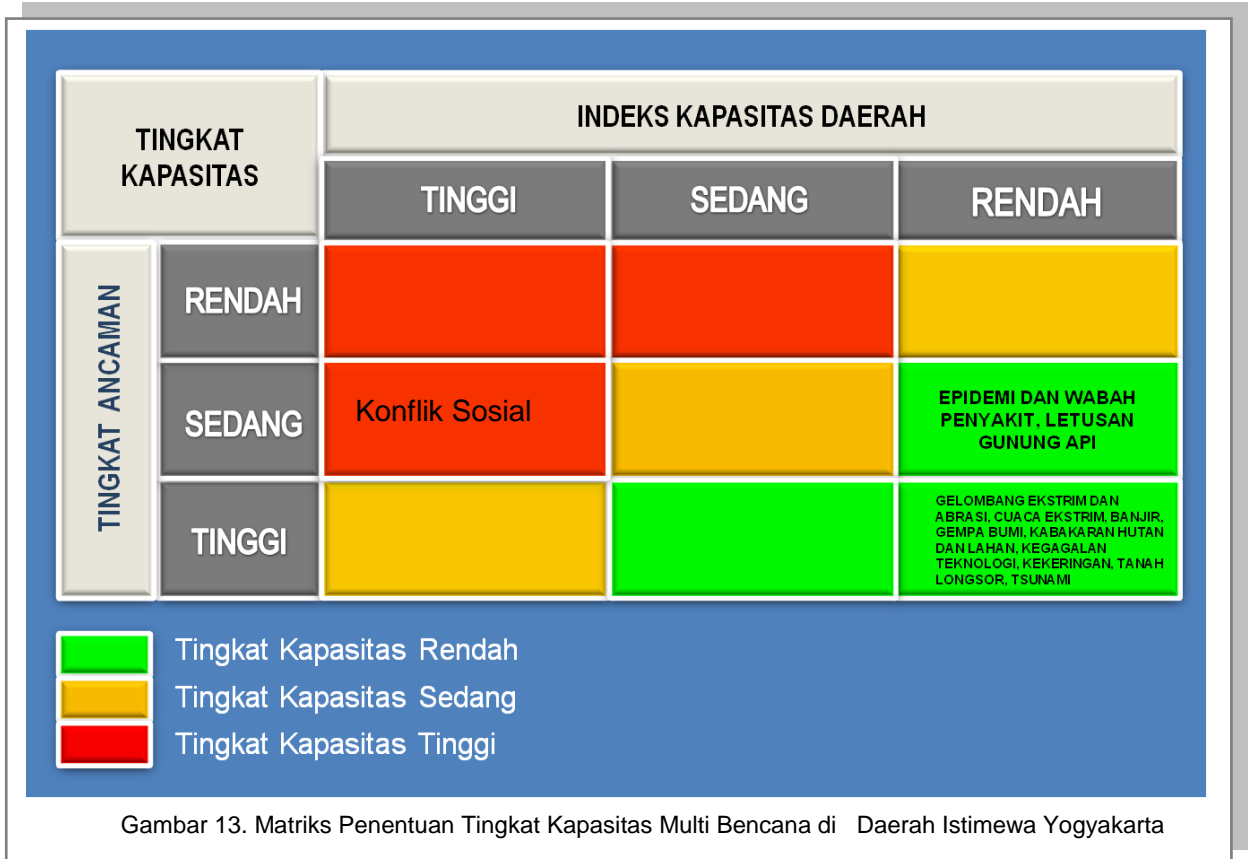 TINGKAT
KAPASITAS
INDEKS KAPASITAS DAERAH
TINGGI
SEDANG
RENDAH
TINGKAT ANCAMAN
RENDAH
SEDANG
Konflik Sosial
EPIDEMI DAN WABAH
PENYAKIT, LETUSAN
GUNUNG API
TINGGI
GELOMBANG EKSTRIM DAN
ABRASI, CUACA EKSTRIM, BANJIR,
GEMPA BUMI, KABAKARAN HUTAN
DAN LAHAN, KEGAGALAN
TEKNOLOGI, KEKERINGAN, TANAH
LONGSOR, TSUNAMI
Tingkat Kapasitas Rendah
Tingkat Kapasitas Sedang
Tingkat Kapasitas Tinggi
Gambar 13. Matriks Penentuan Tingkat Kapasitas Multi Bencana di Daerah Istimewa Yogyakarta